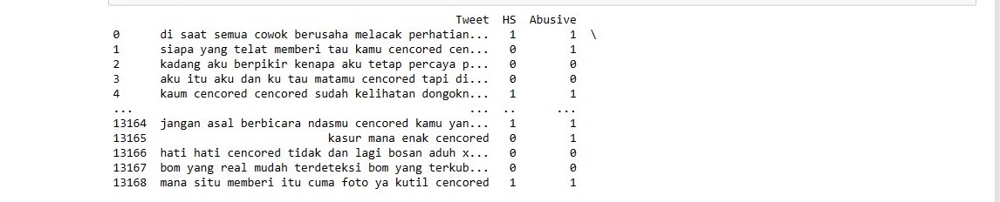 Tweet HS Abusive
0 di saat semua cowok berusaha melacak perhatian... 1 1 \
1 siapa yang telat memberi tau kamu cencored cen... 0 1
2 kadang aku berpikir kenapa aku tetap percaya p... 0 0
3 aku itu aku dan ku tau matamu cencored tapi di... 0 0
4 kaum cencored cencored sudah kelihatan dongokn... 1 1
... ... .. ...
13164 jangan asal berbicara ndasmu cencored kamu yan... 1 1
13165 kasur mana enak cencored 0 1
13166 hati hati cencored tidak dan lagi bosan aduh x... 0 0
13167 bom yang real mudah terdeteksi bom yang terkub... 0 0
13168 mana situ memberi itu cuma foto ya kutil cencored 1 1